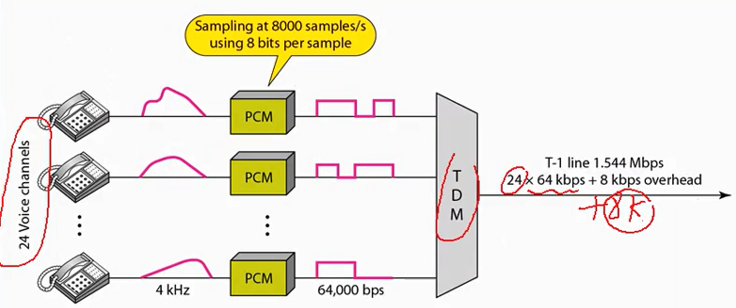 Sampling at 8000 samples/s
using 8 bits per sample
24 Voice channels
PCM
PCM
PCM
T
D
M
T-1 line 1.544 Mbps
24 × 64 kbps + 8 kbps overhead
+8K
4 kHz
64,000 bps